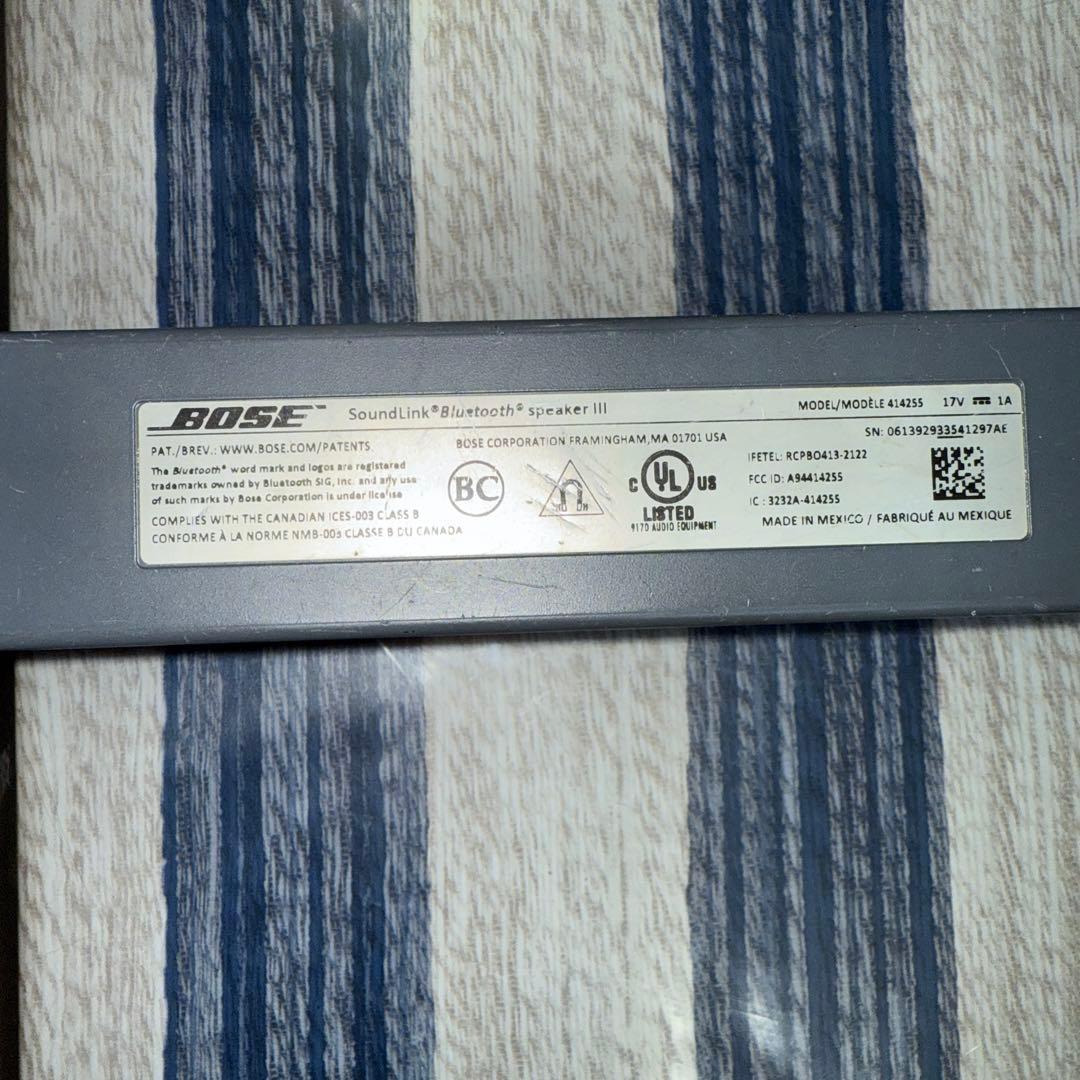 BOSE SoundLink® Bluetooth® speaker III MODEL/MODÈLE 414255 17V ⎓ 1A
SN: 061392933541297AE
PAT./BREV.: WWW.BOSE.COM/PATENTS BOSE CORPORATION FRAMINGHAM, MA 01701 USA
The Bluetooth® word mark and logos are registered
trademarks owned by Bluetooth SIG, Inc. and any use
of such marks by Bose Corporation is under license
COMPLIES WITH THE CANADIAN ICES-003 CLASS B
CONFORME À LA NORME NMB-003 CLASSE B DU CANADA
BC
C UL US
LISTED
917D AUDIO EQUIPMENT
IFETEL: RCPBO413-2122
FCC ID: A94414255
IC : 3232A-414255
MADE IN MEXICO / FABRIQUÉ AU MEXIQUE